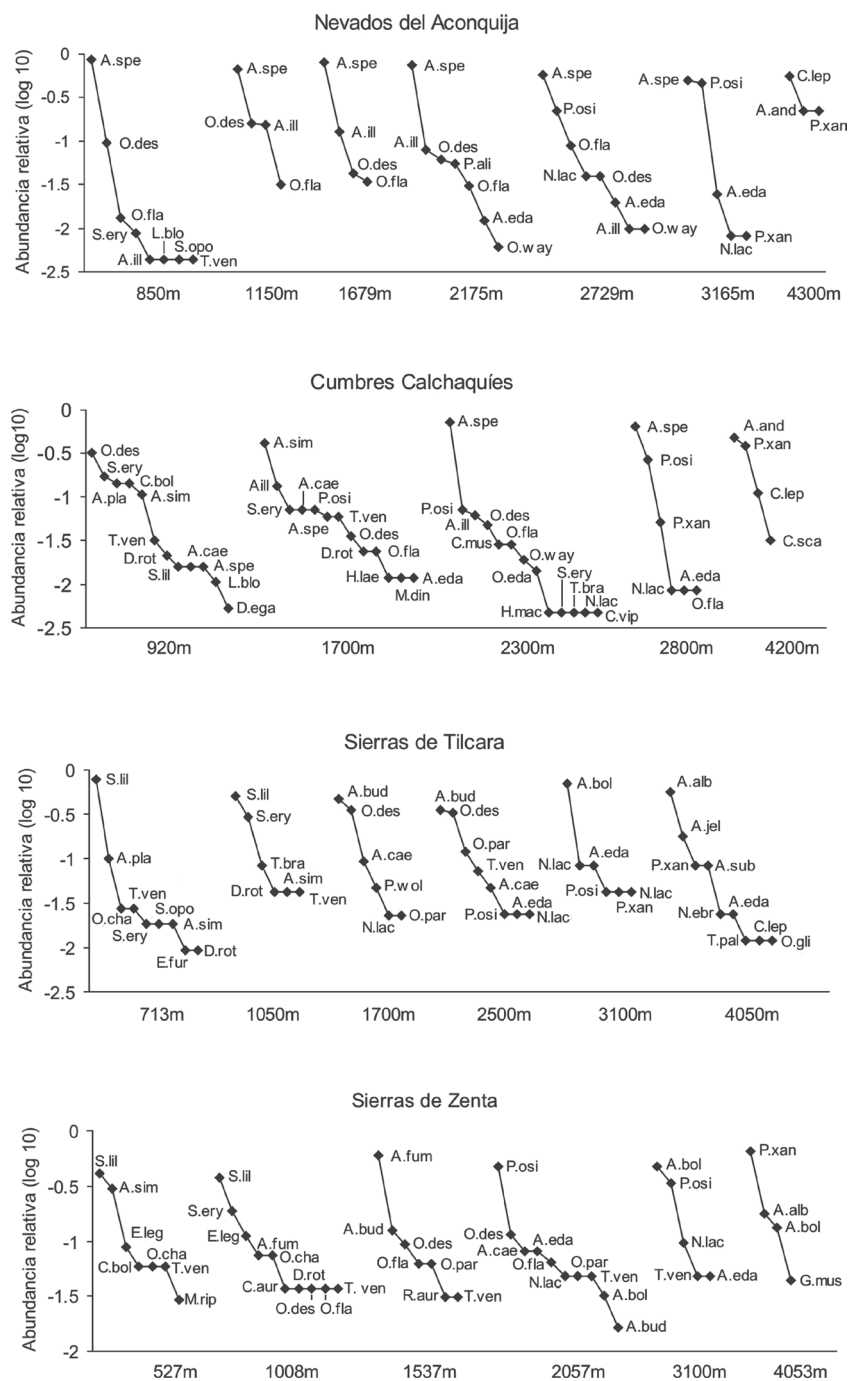 Nevados del Aconquija
Abundancia relativa (log 10)
0
-0.5
-1
-1.5
-2
-2.5
A.spe
O.des
O.fla
S.ery
L.blo
S.opo
A.ill
T.ven
A.spe
O.des
A.ill
O.fla
A.spe
A.ill
O.des
O.fla
A.spe
A.ill
O.des
P.ali
O.fla
A.eda
O.way
A.spe
P.osi
O.fla
N.lac
O.des
A.eda
A.ill
O.way
A.spe
P.osi
A.eda
N.lac
P.xan
C.lep
A.and
P.xan
850m 1150m 1679m 2175m 2729m 3165m 4300m
Cumbres Calchaquíes
Abundancia relativa (log10)
0
-0.5
-1
-1.5
-2
-2.5
O.des
S.ery
C.bol
A.pla
A.sim
T.ven
D.rot
S.lil
A.cae
A.spe
L.blo
D.ega
A.sim
Aill
A.cae
S.ery
P.osi
A.spe
T.ven
O.des
D.rot
O.fla
H.lae
A.eda
M.din
A.spe
P.osi
A.ill
O.des
O.fla
C.mus
O.way
O.eda
S.ery
T.bra
N.lac
H.mac
C.vip
A.spe
P.osi
P.xan
N.lac
A.eda
O.fla
A.and
P.xan
C.lep
C.sca
920m 1700m 2300m 2800m 4200m
Sierras de Tilcara
Abundancia relativa (log 10)
0
-0.5
-1
-1.5
-2
-2.5
S.lil
A.pla
T.ven
O.cha
S.opo
S.ery
A.sim
E.fur
D.rot
S.lil
S.ery
T.bra
D.rot
A.sim
T.ven
A.bud
O.des
A.cae
P.wol
N.lac
O.par
A.bud
O.des
O.par
T.ven
A.cae
A.eda
P.osi
N.lac
A.bol
N.lac
A.eda
P.osi
N.lac
P.xan
A.alb
A.jel
P.xan
A.sub
N.ebr
A.eda
T.pal
C.lep
O.gli
713m 1050m 1700m 2500m 3100m 4050m
Sierras de Zenta
Abundancia relativa (log 10)
0
-0.5
-1
-1.5
-2
S.lil
A.sim
E.leg
C.bol
O.cha
T.ven
M.rip
S.lil
S.ery
E.leg
A.fum
O.cha
C.aur
D.rot
T. ven
O.des
O.fla
A.fum
A.bud
O.des
O.fla
O.par
R.aur
T.ven
P.osi
O.des
A.cae
A.eda
O.fla
O.par
N.lac
T.ven
A.bol
A.bud
A.bol
P.osi
N.lac
T.ven
A.eda
P.xan
A.alb
A.bol
G.mus
527m 1008m 1537m 2057m 3100m 4053m